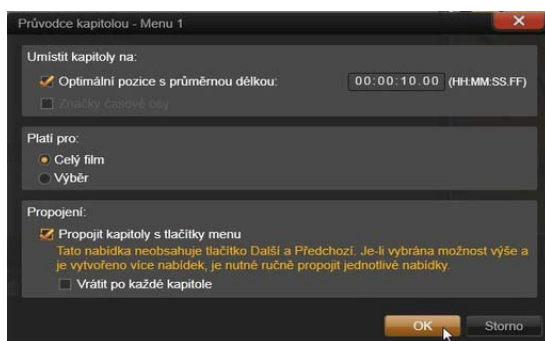 Průvodce kapitolou - Menu 1
Umístit kapitoly na:
Optimální pozice s průměrnou délkou: 00:00:10.00 (HH:MM:SS.FF)
Značky časové osy
Platí pro:
Celý film
Výběr
Propojení:
Propojit kapitoly s tlačítky menu
Tato nabídka neobsahuje tlačítko Další a Předchozí. Je-li vybrána možnost výše a
je vytvořeno více nabídek, je nutné ručně propojit jednotlivé nabídky.
Vrátit po každé kapitole
OK Storno